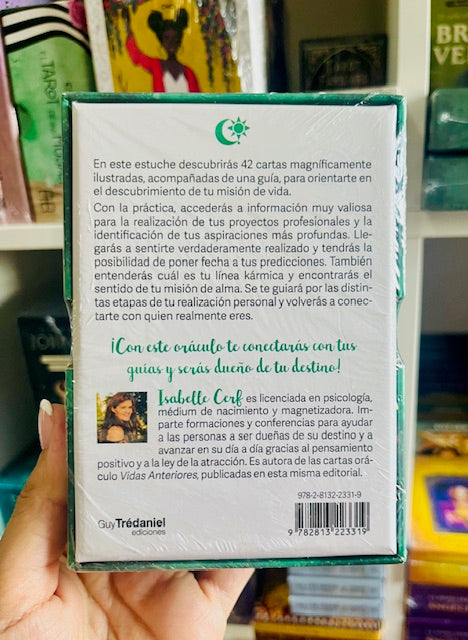 En este estuche descubrirás 42 cartas magníficamente
ilustradas, acompañadas de una guía, para orientarte en
el descubrimiento de tu misión de vida.
Con la práctica, accederás a información muy valiosa
para la realización de tus proyectos profesionales y la
identificación de tus aspiraciones más profundas. Lle-
garás a sentirte verdaderamente realizado y tendrás la
posibilidad de poner fecha a tus predicciones. También
entenderás cuál es tu línea kármica y encontrarás el
sentido de tu misión de alma. Se te guiará por las distin-
tas etapas de tu realización personal y volverás a conec-
tarte con quien realmente eres.
¡Con este oráculo te conectarás con tus
guías y serás dueño de tu destino!
Isabelle Cerf es licenciada en psicología,
médium de nacimiento y magnetizadora. Im-
parte formaciones y conferencias para ayudar
a las personas a ser dueñas de su destino y a
avanzar en su día a día gracias al pensamiento
positivo y a la ley de la atracción. Es autora de las cartas orá-
culo Vidas Anteriores, publicadas en esta misma editorial.
978-2-8132-2331-9
9 782813 223319
Guy Trédaniel
ediciones
BR
VE
TAROT